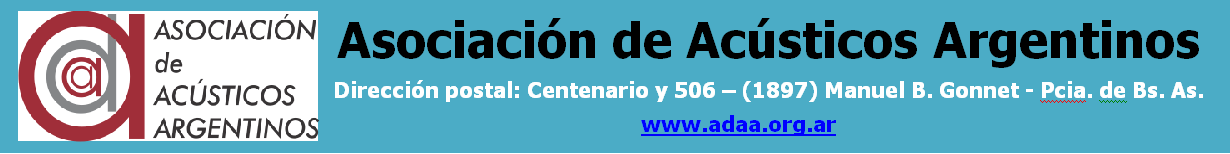 ASOCIACIÓN
de
ACÚSTICOS
ARGENTINOS
Asociación de Acústicos Argentinos
Dirección postal: Centenario y 506 – (1897) Manuel B. Gonnet - Pcia. de Bs. As.
www.adaa.org.ar